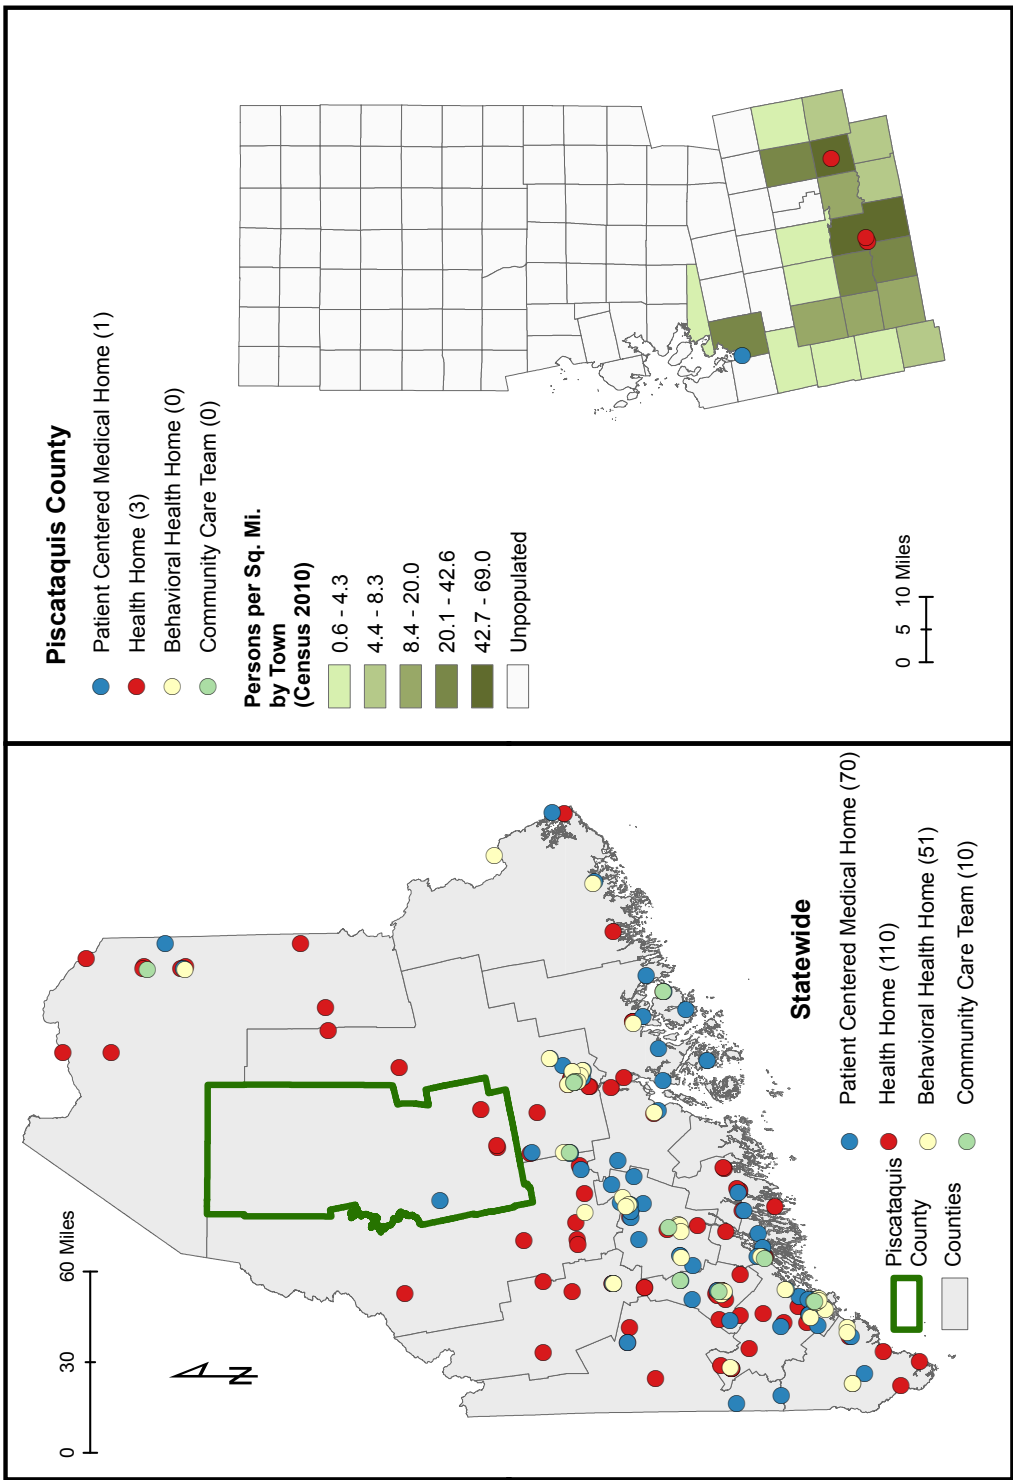 0 30 60 Miles
N
Statewide
Patient Centered Medical Home (70)
Health Home (110)
Behavioral Health Home (51)
Community Care Team (10)
Piscataquis
County
Counties
Piscataquis County
Patient Centered Medical Home (1)
Health Home (3)
Behavioral Health Home (0)
Community Care Team (0)
Persons per Sq. Mi.
by Town
(Census 2010)
0.6 - 4.3
4.4 - 8.3
8.4 - 20.0
20.1 - 42.6
42.7 - 69.0
Unpopulated
0 5 10 Miles